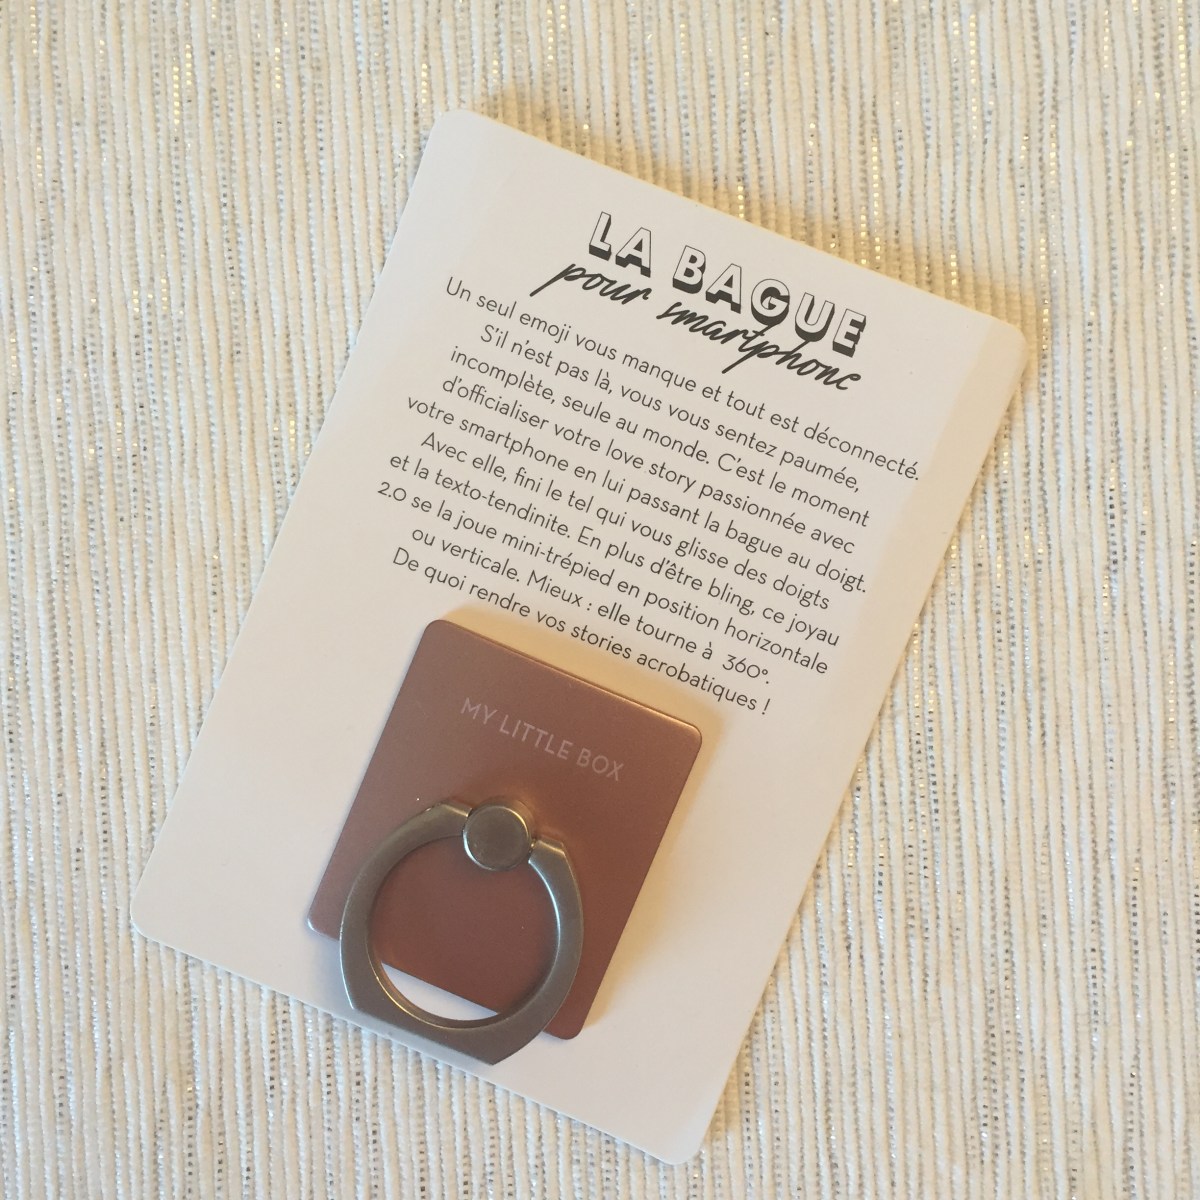 LA BAGUE
pour smartphone
Un seul emoji vous manque et tout est déconnecté.
S'il n'est pas là, vous vous sentez paumée,
incomplète, seule au monde. C'est le moment
d'officialiser votre love story passionnée avec
votre smartphone en lui passant la bague au doigt.
Avec elle, fini le tel qui vous glisse des doigts
et la texto-tendinite. En plus d'être bling, ce joyau
2.0 se la joue mini-trépied en position horizontale
ou verticale. Mieux : elle tourne à 360°.
De quoi rendre vos stories acrobatiques !
MY LITTLE BOX